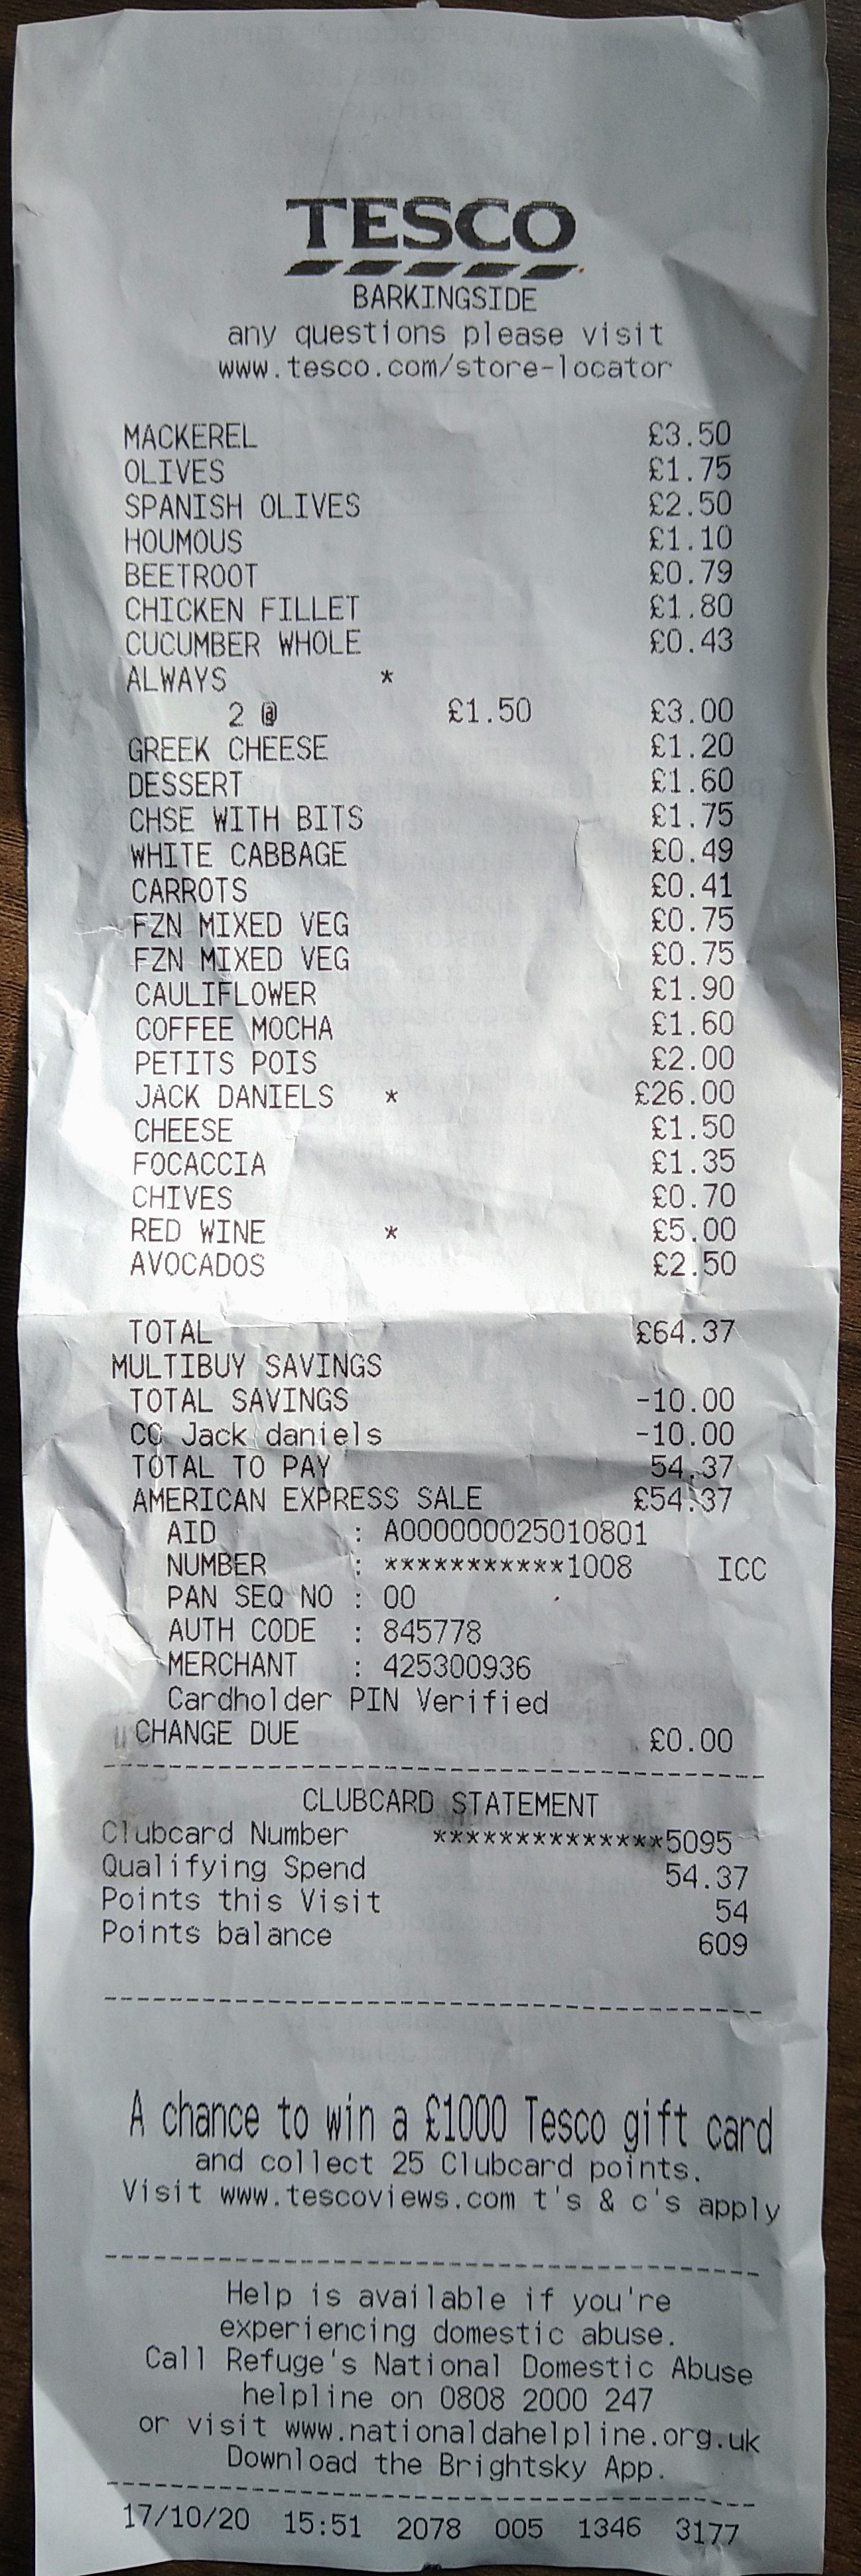 TESCO
BARKINGSIDE
any questions please visit
www.tesco.com/store-locator
MACKEREL £3.50
OLIVES £1.75
SPANISH OLIVES £2.50
HOUMOUS £1.10
BEETROOT £0.79
CHICKEN FILLET £1.80
CUCUMBER WHOLE £0.43
ALWAYS *
2 @ £1.50 £3.00
GREEK CHEESE £1.20
DESSERT £1.60
CHSE WITH BITS £1.75
WHITE CABBAGE £0.49
CARROTS £0.41
FZN MIXED VEG £0.75
FZN MIXED VEG £0.75
CAULIFLOWER £1.90
COFFEE MOCHA £1.60
PETITS POIS £2.00
JACK DANIELS * £26.00
CHEESE £1.50
FOCACCIA £1.35
CHIVES £0.70
RED WINE * £5.00
AVOCADOS £2.50
TOTAL £64.37
MULTIBUY SAVINGS
TOTAL SAVINGS -10.00
CC Jack daniels -10.00
TOTAL TO PAY 54.37
AMERICAN EXPRESS SALE £54.37
AID : A000000025010801
NUMBER : ***********1008 ICC
PAN SEQ NO : 00
AUTH CODE : 845778
MERCHANT : 425300936
Cardholder PIN Verified
CHANGE DUE £0.00
CLUBCARD STATEMENT
Clubcard Number **************5095
Qualifying Spend 54.37
Points this Visit 54
Points balance 609
A chance to win a £1000 Tesco gift card
and collect 25 Clubcard points.
Visit www.tescoviews.com t's & c's apply
Help is available if you're
experiencing domestic abuse.
Call Refuge's National Domestic Abuse
helpline on 0808 2000 247
or visit www.nationaldahelpline.org.uk
Download the Brightsky App.
17/10/20 15:51 2078 005 1346 3177